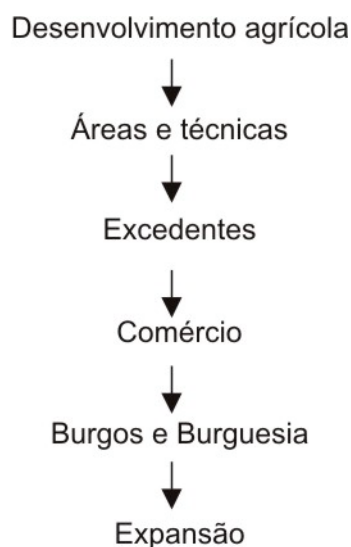 Desenvolvimento agrícola
Áreas e técnicas
Excedentes
Comércio
Burgos e Burguesia
Expansão